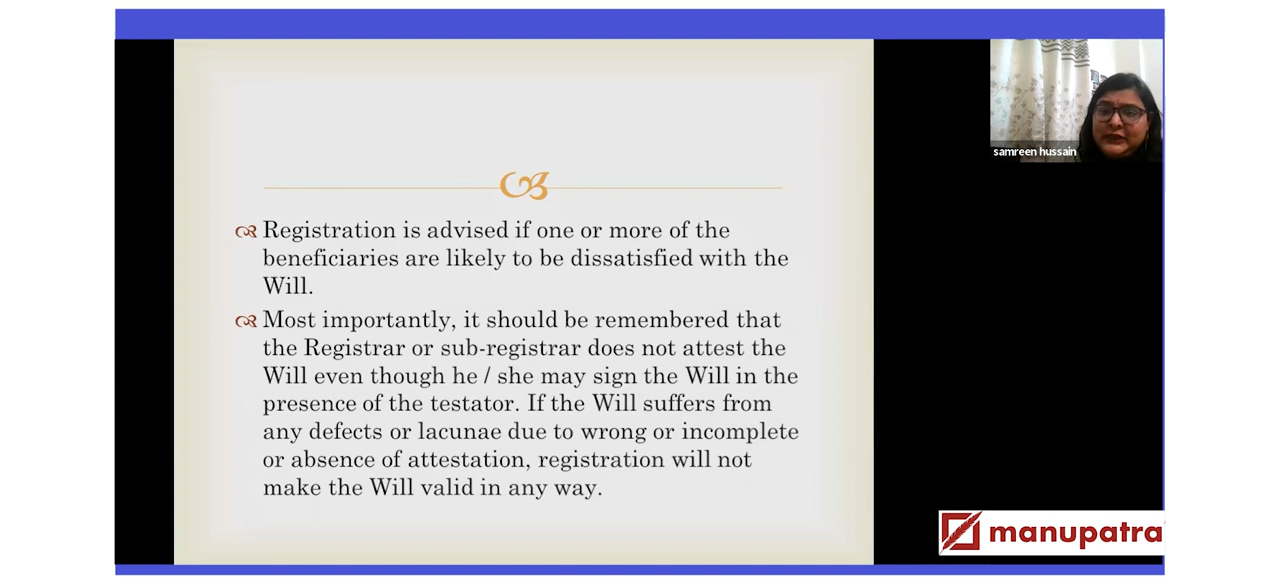 samreen hussain
Registration is advised if one or more of the
beneficiaries are likely to be dissatisfied with the
Will.
Most importantly, it should be remembered that
the Registrar or sub-registrar does not attest the
Will even though he / she may sign the Will in the
presence of the testator. If the Will suffers from
any defects or lacunae due to wrong or incomplete
or absence of attestation, registration will not
make the Will valid in any way.
manupatra